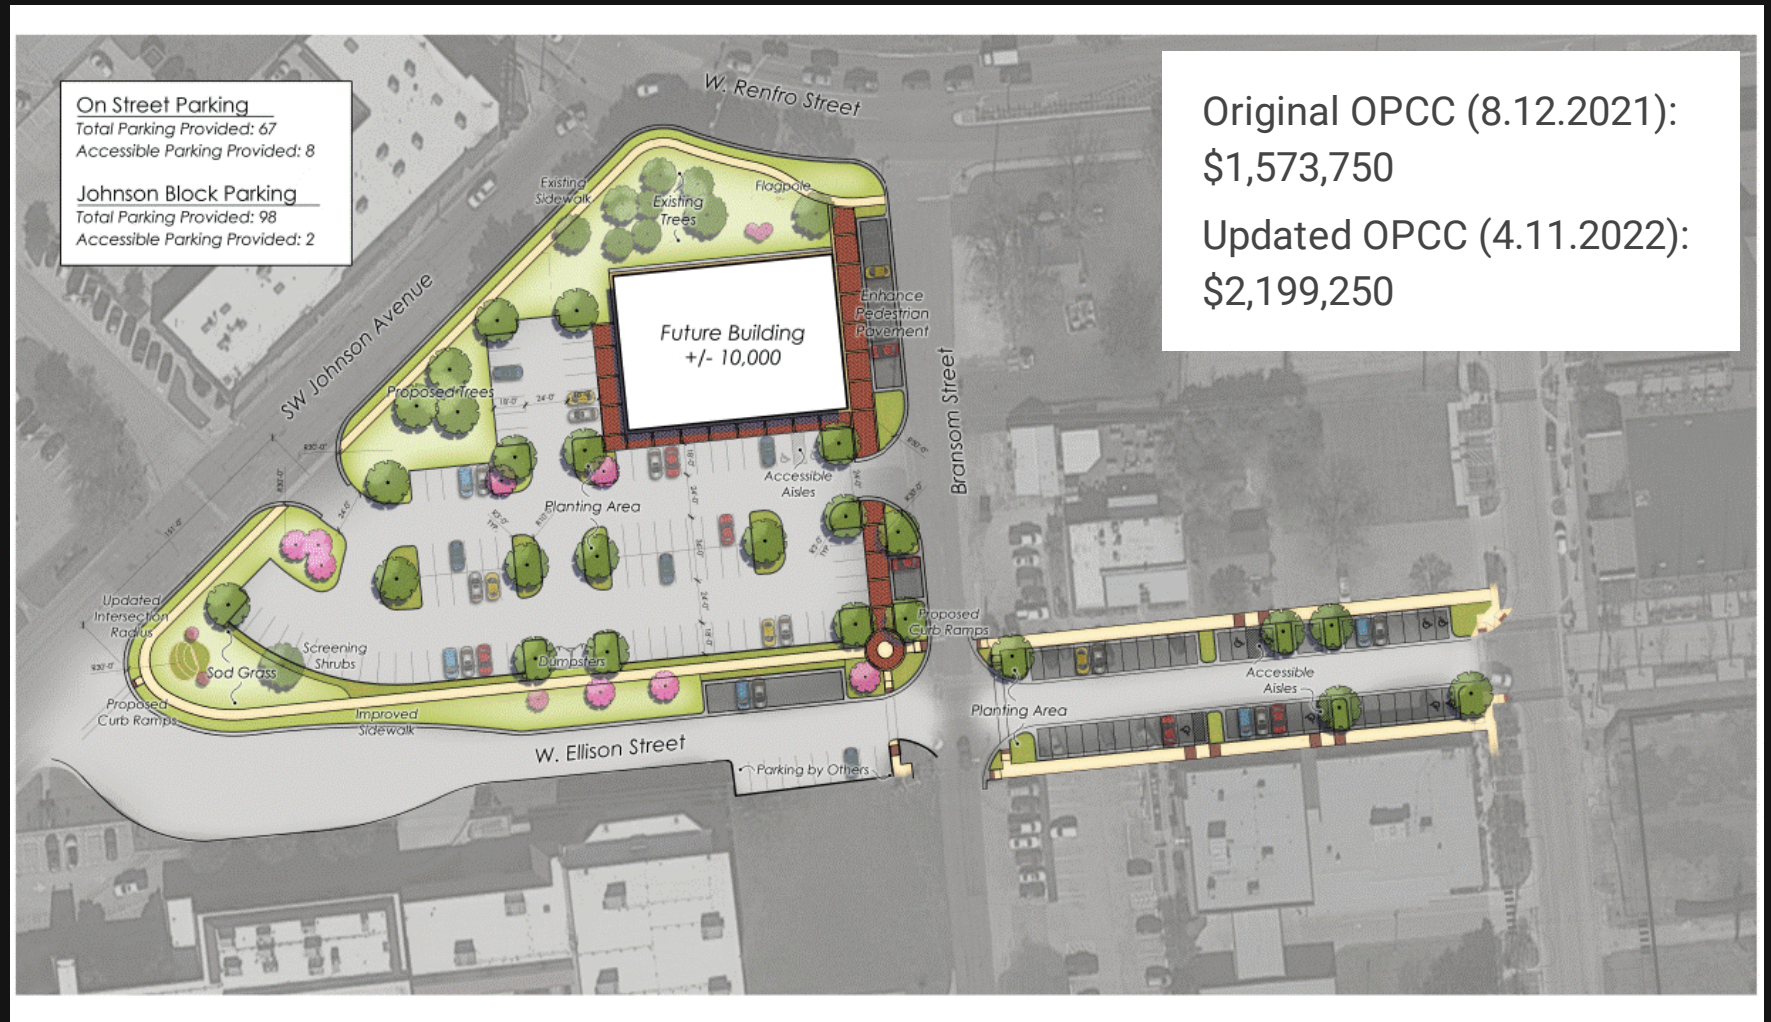 On Street Parking
Total Parking Provided: 67
Accessible Parking Provided: 8
Johnson Block Parking
Total Parking Provided: 98
Accessible Parking Provided: 2
Original OPCC (8.12.2021):
$1,573,750
Updated OPCC (4.11.2022):
$2,199,250
W. Renfro Street
Existing
Sidewalk
Existing
Trees
Flagpole
SW Johnson Avenue
Enhance
Pedestrian
Pavement
Future Building
+/- 10,000
Bransom Street
Proposed Trees
18'-0"
24'-0"
Accessible
Aisles
Planting Area
Updated
Intersection
Radius
Screening
Shrubs
Sod Grass
Dumpsters
Proposed
Curb Ramps
Proposed
Curb Ramps
Improved
Sidewalk
W. Ellison Street
Parking by Others
Planting Area
Accessible
Aisles